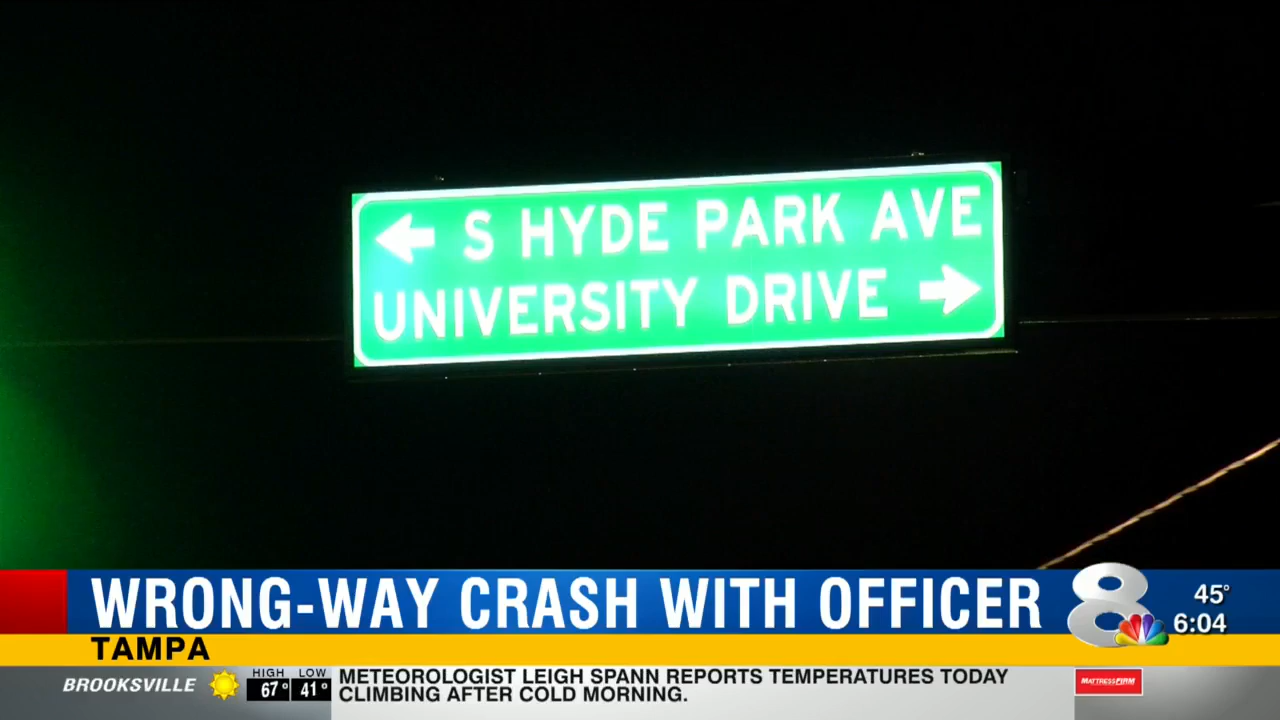 S HYDE PARK AVE
UNIVERSITY DRIVE
WRONG-WAY CRASH WITH OFFICER
TAMPA
8
45°
6:04
BROOKSVILLE
HIGH LOW
67° 41°
METEOROLOGIST LEIGH SPANN REPORTS TEMPERATURES TODAY
CLIMBING AFTER COLD MORNING.
MATTRESS FIRM